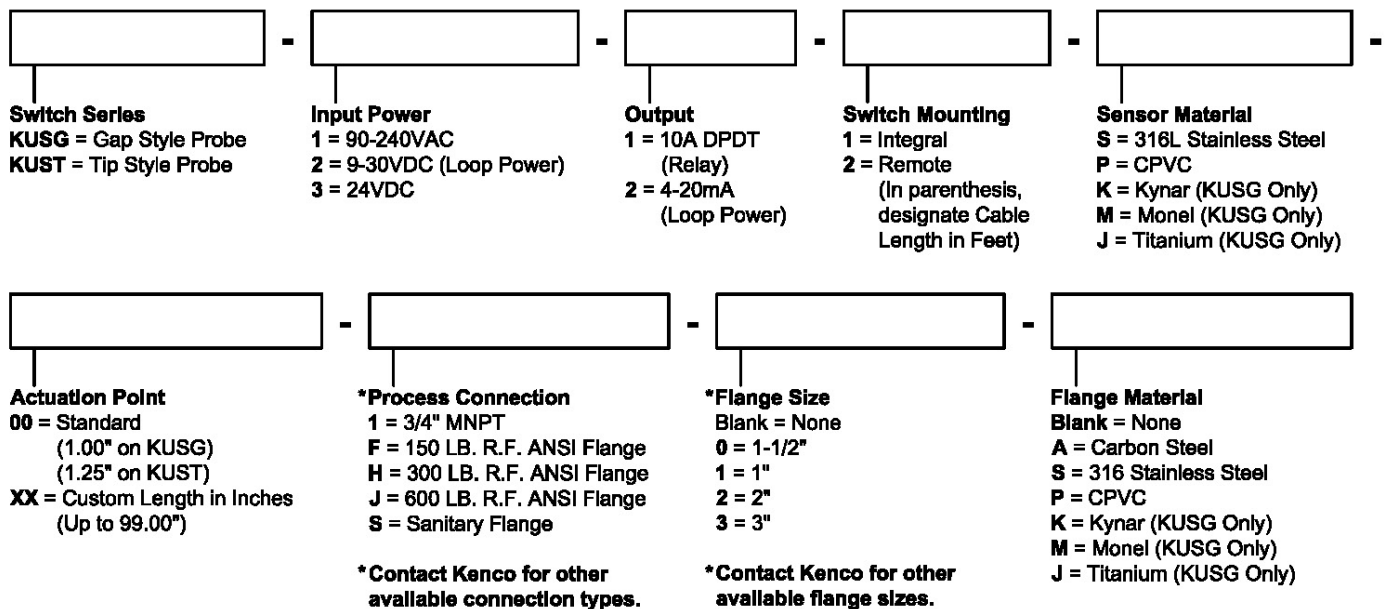 - - - - -
Switch Series
KUSG = Gap Style Probe
KUST = Tip Style Probe
Input Power
1 = 90-240VAC
2 = 9-30VDC (Loop Power)
3 = 24VDC
Output
1 = 10A DPDT
(Relay)
2 = 4-20mA
(Loop Power)
Switch Mounting
1 = Integral
2 = Remote
(In parenthesis,
designate Cable
Length in Feet)
Sensor Material
S = 316L Stainless Steel
P = CPVC
K = Kynar (KUSG Only)
M = Monel (KUSG Only)
J = Titanium (KUSG Only)
- - -
Actuation Point
00 = Standard
(1.00" on KUSG)
(1.25" on KUST)
XX = Custom Length in Inches
(Up to 99.00")
*Process Connection
1 = 3/4" MNPT
F = 150 LB. R.F. ANSI Flange
H = 300 LB. R.F. ANSI Flange
J = 600 LB. R.F. ANSI Flange
S = Sanitary Flange
*Contact Kenco for other
available connection types.
*Flange Size
Blank = None
0 = 1-1/2"
1 = 1"
2 = 2"
3 = 3"
*Contact Kenco for other
available flange sizes.
Flange Material
Blank = None
A = Carbon Steel
S = 316 Stainless Steel
P = CPVC
K = Kynar (KUSG Only)
M = Monel (KUSG Only)
J = Titanium (KUSG Only)